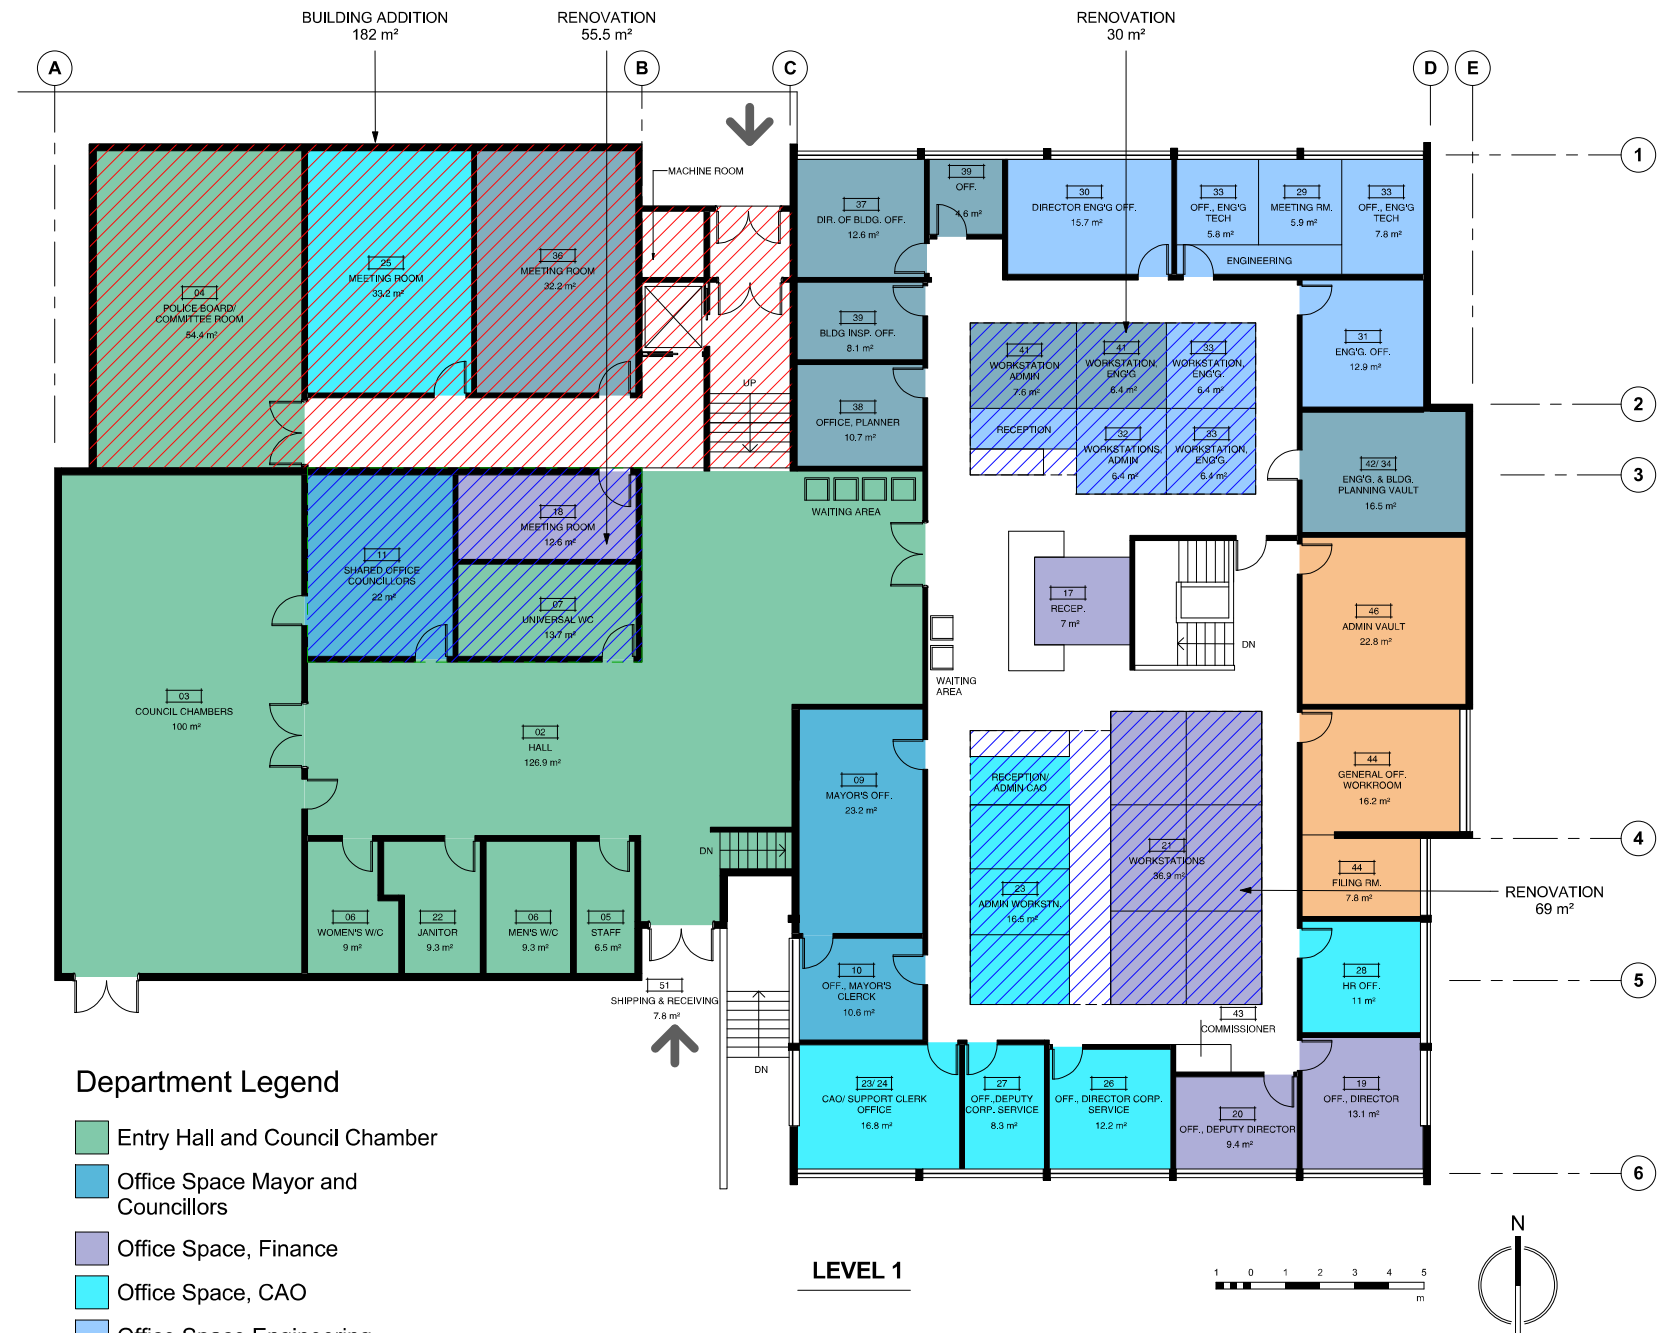 BUILDING ADDITION
182 m²
RENOVATION
55.5 m²
RENOVATION
30 m²
A
B
C
D
E
1
2
3
4
5
6
MACHINE ROOM
04
POLICE BOARD/
COMMITTEE ROOM
54.4 m²
25
MEETING ROOM
33.2 m²
36
MEETING ROOM
32.2 m²
UP
37
DIR. OF BLDG. OFF.
12.6 m²
39
OFF.
4.6 m²
30
DIRECTOR ENG'G OFF.
15.7 m²
33
OFF., ENG'G
TECH
5.8 m²
29
MEETING RM.
5.9 m²
33
OFF., ENG'G
TECH
7.8 m²
ENGINEERING
39
BLDG INSP. OFF.
8.1 m²
38
OFFICE, PLANNER
10.7 m²
41
WORKSTATION
ADMIN
7.6 m²
41
WORKSTATION,
ENG'G
6.4 m²
33
WORKSTATION,
ENG'G.
6.4 m²
RECEPTION
32
WORKSTATIONS
ADMIN
6.4 m²
33
WORKSTATION,
ENG'G.
6.4 m²
31
ENG'G. OFF.
12.9 m²
42/ 34
ENG'G. & BLDG.
PLANNING VAULT
16.5 m²
WAITING AREA
11
SHARED OFFICE
COUNCILLORS
22 m²
18
MEETING ROOM
12.6 m²
07
UNIVERSAL WC
13.7 m²
17
RECEP.
7 m²
DN
46
ADMIN VAULT
22.8 m²
WAITING
AREA
03
COUNCIL CHAMBERS
100 m²
02
HALL
126.9 m²
09
MAYOR'S OFF.
23.2 m²
RECEPTION/
ADMIN CAO
21
WORKSTATIONS
36.9 m²
23
ADMIN WORKSTN.
16.5 m²
44
GENERAL OFF.
WORKROOM
16.2 m²
44
FILING RM.
7.8 m²
RENOVATION
69 m²
DN
06
WOMEN'S W/C
9 m²
22
JANITOR
9.3 m²
06
MEN'S W/C
9.3 m²
05
STAFF
6.5 m²
51
SHIPPING & RECEIVING
7.8 m²
10
OFF., MAYOR'S
CLERCK
10.6 m²
28
HR OFF.
11 m²
43
COMMISSIONER
DN
23/ 24
CAO/ SUPPORT CLERK
OFFICE
16.8 m²
27
OFF.,DEPUTY
CORP. SERVICE
8.3 m²
26
OFF., DIRECTOR CORP.
SERVICE
12.2 m²
20
OFF., DEPUTY DIRECTOR
9.4 m²
19
OFF., DIRECTOR
13.1 m²
Department Legend
Entry Hall and Council Chamber
Office Space Mayor and
Councillors
Office Space, Finance
Office Space, CAO
Office Space Engineering
LEVEL 1
1 0 1 2 3 4 5
m
N